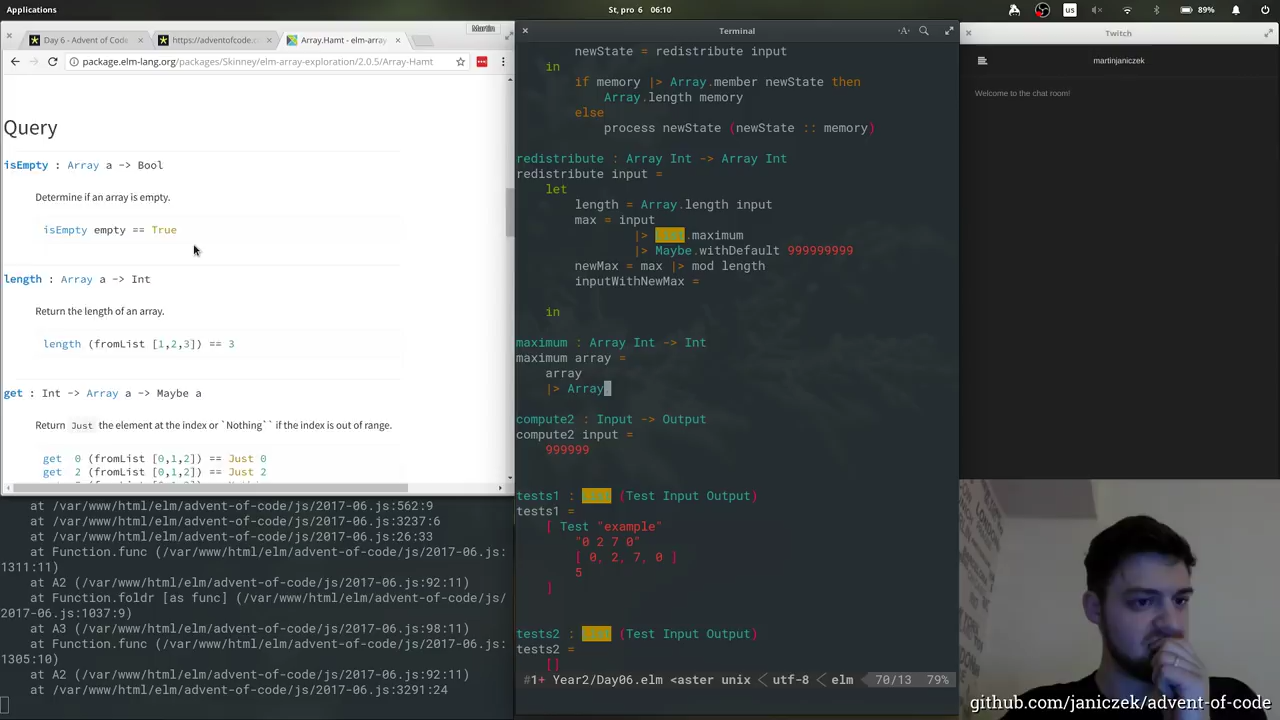 Applications
St, pro 6 06:10
us
89%
Day 6 - Advent of Code
https://adventofcode.c
Array.Hamt - elm-array
Martin
package.elm-lang.org/packages/Skinney/elm-array-exploration/2.0.5/Array-Hamt
Query
isEmpty : Array a -> Bool
Determine if an array is empty.
isEmpty empty == True
length : Array a -> Int
Return the length of an array.
length (fromList [1,2,3]) == 3
get : Int -> Array a -> Maybe a
Return Just the element at the index or `Nothing`` if the index is out of range.
get 0 (fromList [0,1,2]) == Just 0
get 2 (fromList [0,1,2]) == Just 2
at /var/www/html/elm/advent-of-code/js/2017-06.js:562:9
at /var/www/html/elm/advent-of-code/js/2017-06.js:3237:6
at /var/www/html/elm/advent-of-code/js/2017-06.js:26:33
at Function.func (/var/www/html/elm/advent-of-code/js/2017-06.js:
1311:11)
at A2 (/var/www/html/elm/advent-of-code/js/2017-06.js:92:11)
at Function.foldr [as func] (/var/www/html/elm/advent-of-code/js/
2017-06.js:1037:9)
at A3 (/var/www/html/elm/advent-of-code/js/2017-06.js:98:11)
at Function.func (/var/www/html/elm/advent-of-code/js/2017-06.js:
1305:10)
at A2 (/var/www/html/elm/advent-of-code/js/2017-06.js:92:11)
at /var/www/html/elm/advent-of-code/js/2017-06.js:3291:24
Terminal
newState = redistribute input
in
if memory |> Array.member newState then
Array.length memory
else
process newState (newState :: memory)
redistribute : Array Int -> Array Int
redistribute input =
let
length = Array.length input
max = input
|> List.maximum
|> Maybe.withDefault 999999999
newMax = max |> mod length
inputWithNewMax =
in
maximum : Array Int -> Int
maximum array =
array
|> Array.
compute2 : Input -> Output
compute2 input =
999999
tests1 : List (Test Input Output)
tests1 =
[ Test "example"
"0 2 7 0"
[ 0, 2, 7, 0 ]
5
]
tests2 : List (Test Input Output)
tests2 =
[]
#1+ Year2/Day06.elm <aster unix < utf-8 < elm 70/13 79%
Twitch
martinjaniczek
Welcome to the chat room!
github.com/janiczek/advent-of-code